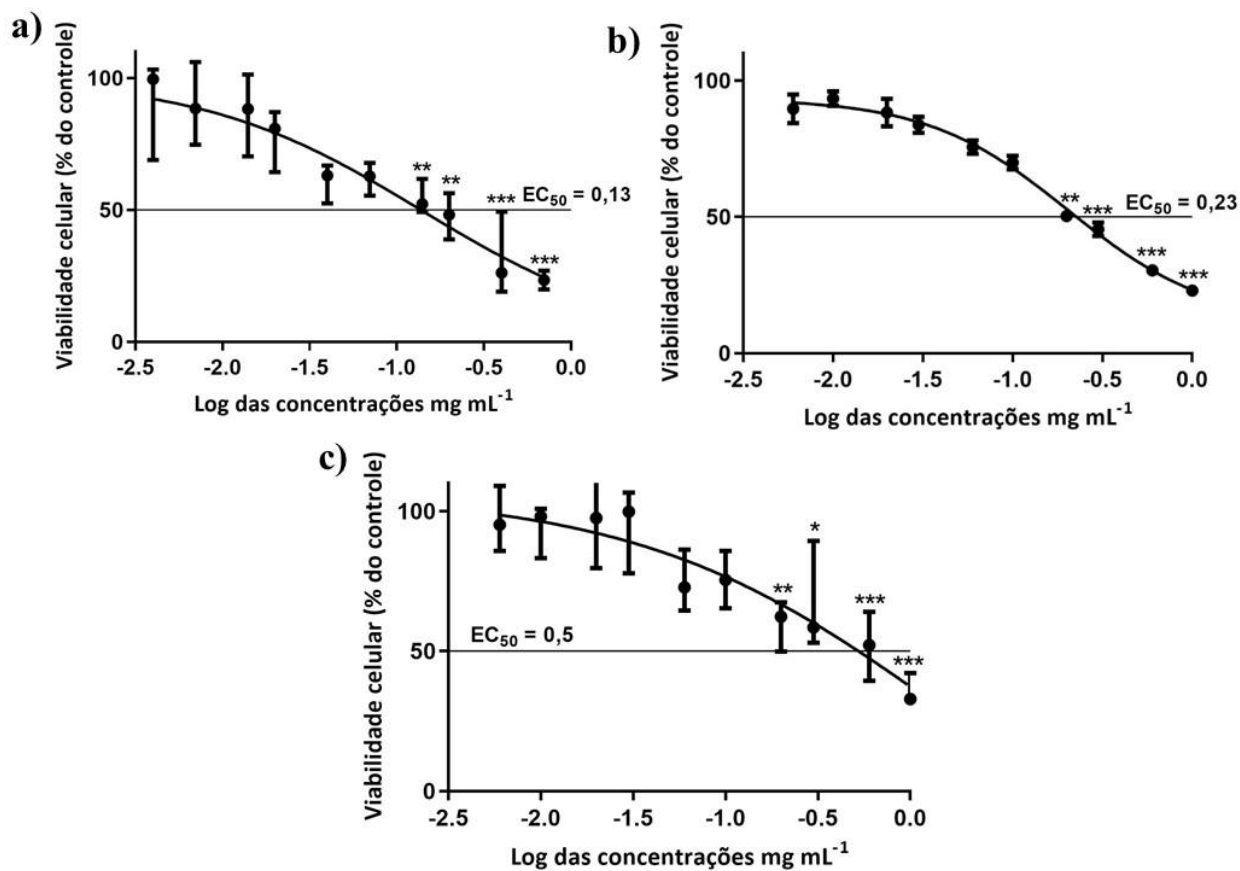 a)
Viabilidade celular (% do controle)
100
50
0
** ** *** ***
EC50 = 0,13
-2.5 -2.0 -1.5 -1.0 -0.5 0.0
Log das concentrações mg mL-1
b)
Viabilidade celular (% do controle)
100
50
0
** *** *** ***
EC50 = 0,23
-2.5 -2.0 -1.5 -1.0 -0.5 0.0
Log das concentrações mg mL-1
c)
Viabilidade celular (% do controle)
100
50
0
** * *** ***
EC50 = 0,5
-2.5 -2.0 -1.5 -1.0 -0.5 0.0
Log das concentrações mg mL-1